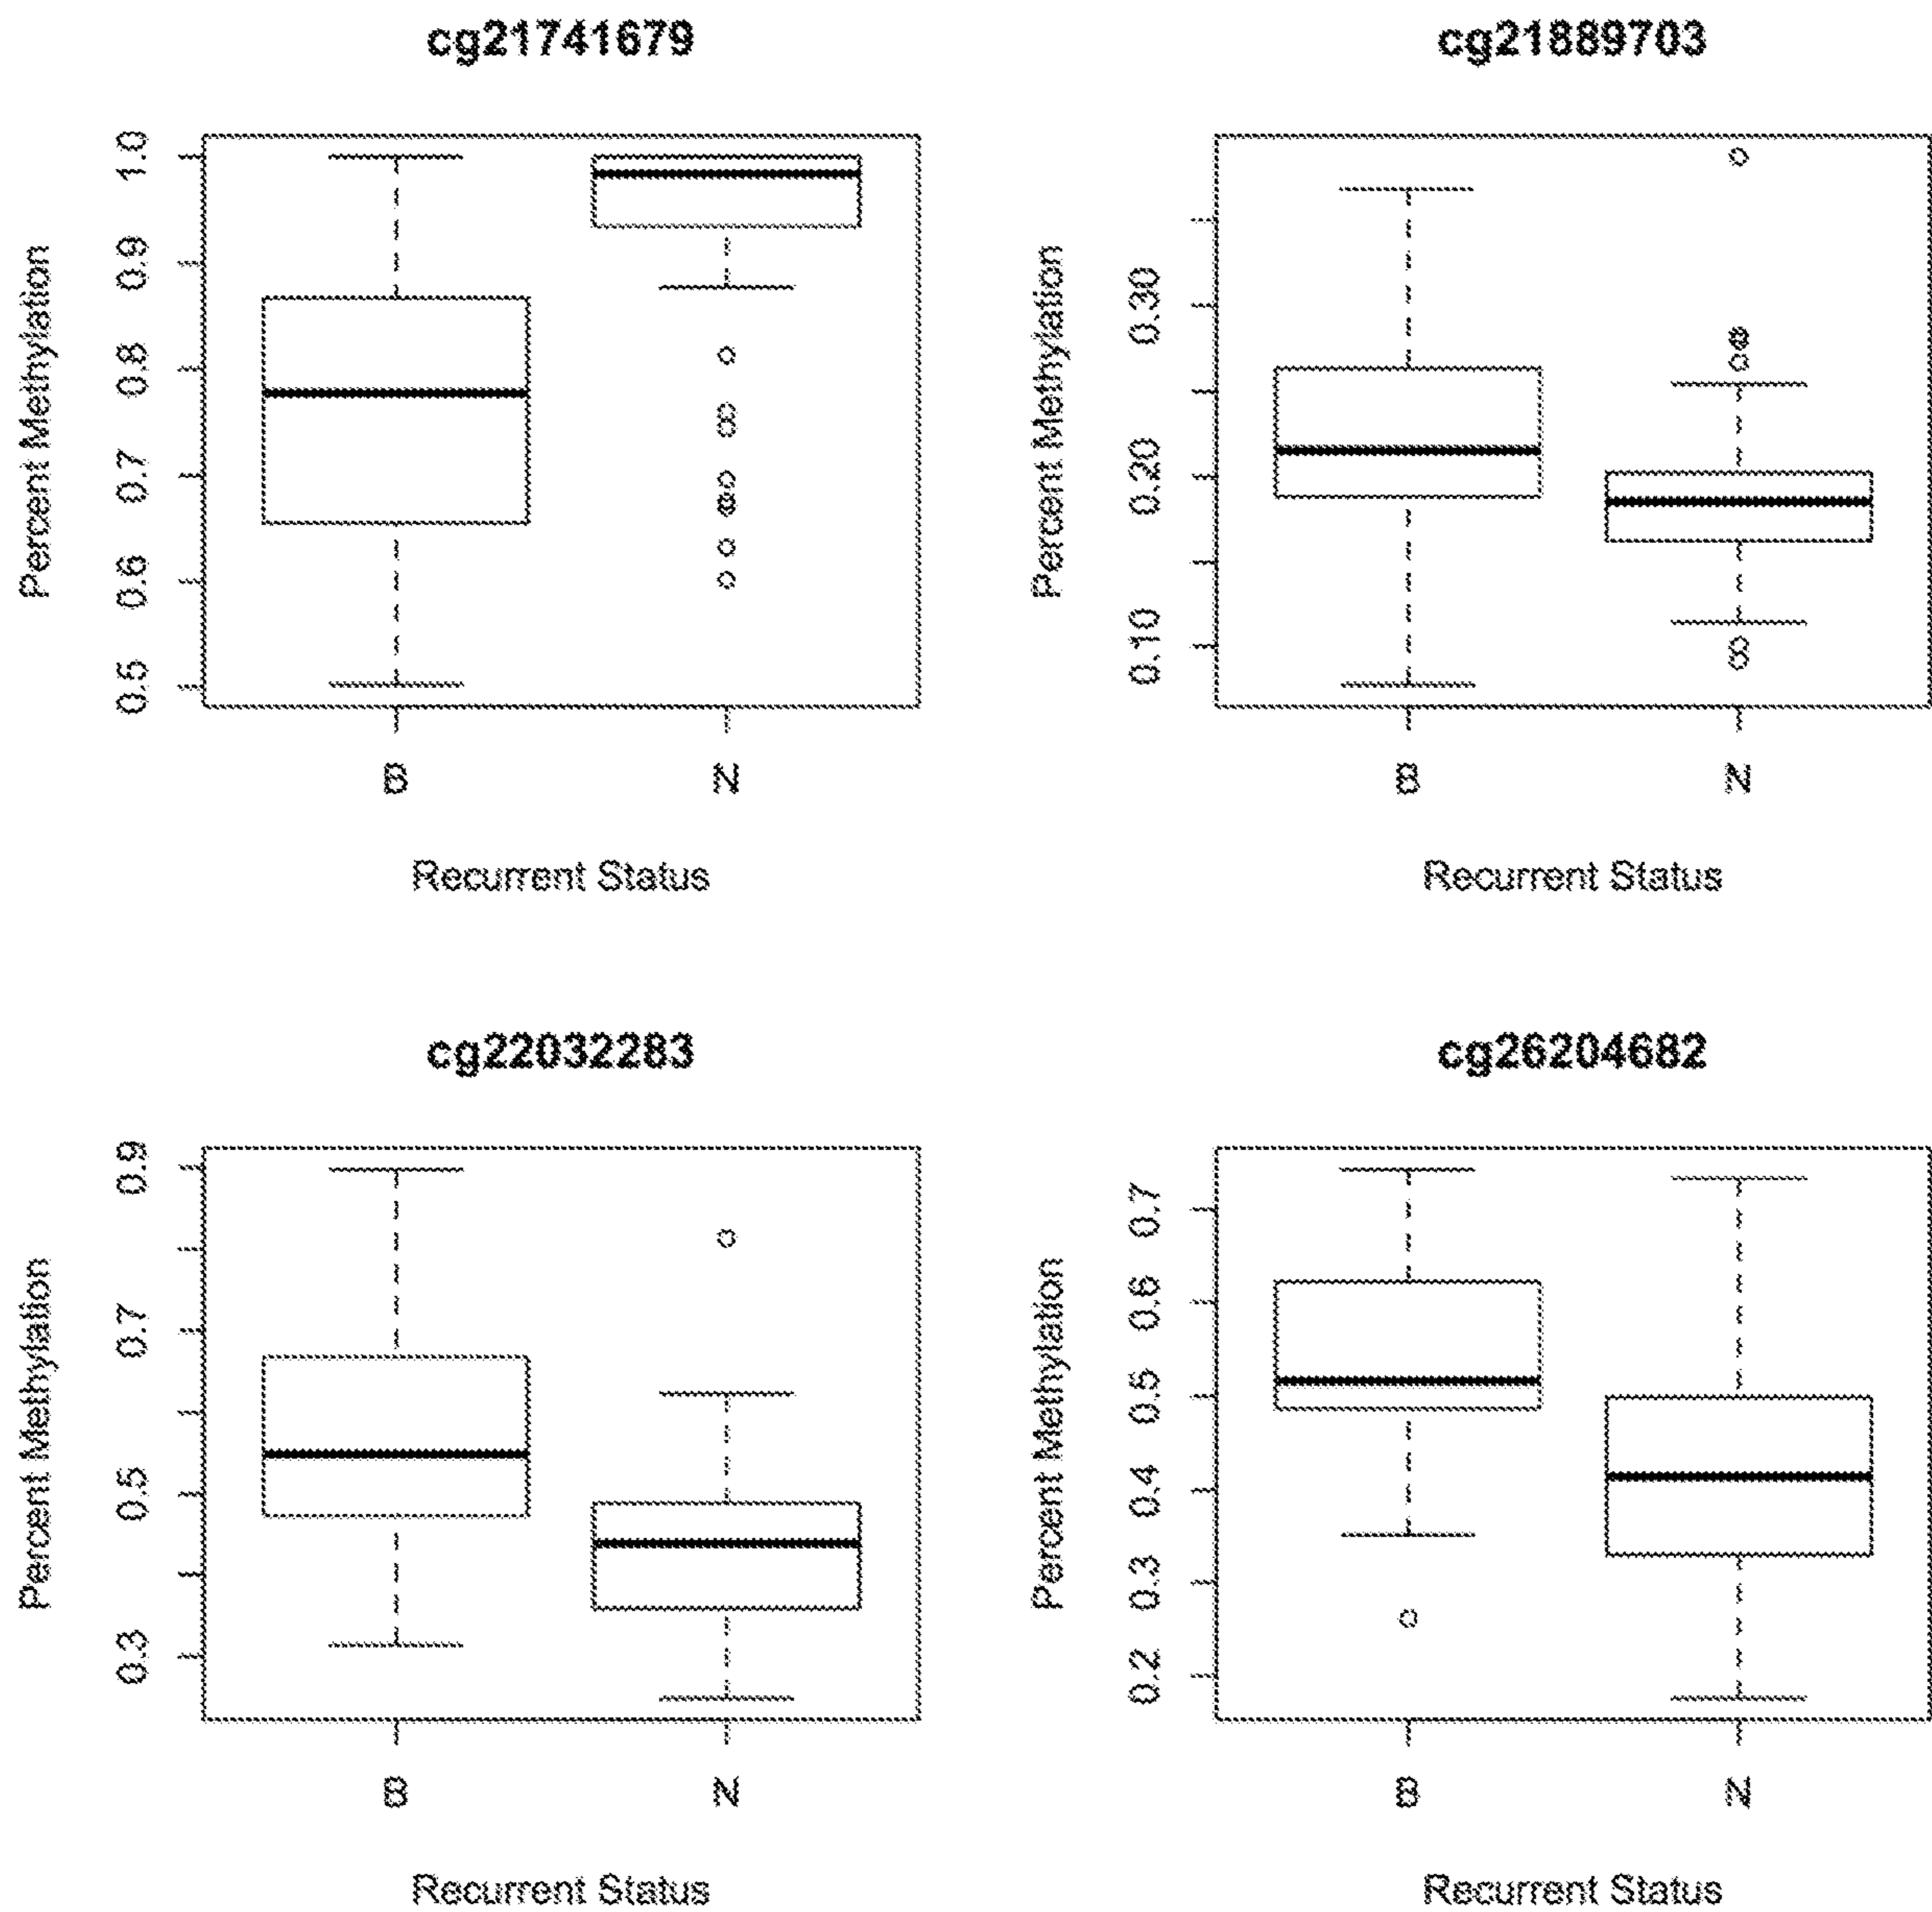 cg21741679
Percent Methylation
1.0
0.9
0.8
0.7
0.6
0.5
B
N
Recurrent Status
cg21889703
Percent Methylation
0.30
0.20
0.10
B
N
Recurrent Status
cg22032283
Percent Methylation
0.9
0.7
0.5
0.3
B
N
Recurrent Status
cg26204682
Percent Methylation
0.7
0.6
0.5
0.4
0.3
0.2
B
N
Recurrent Status